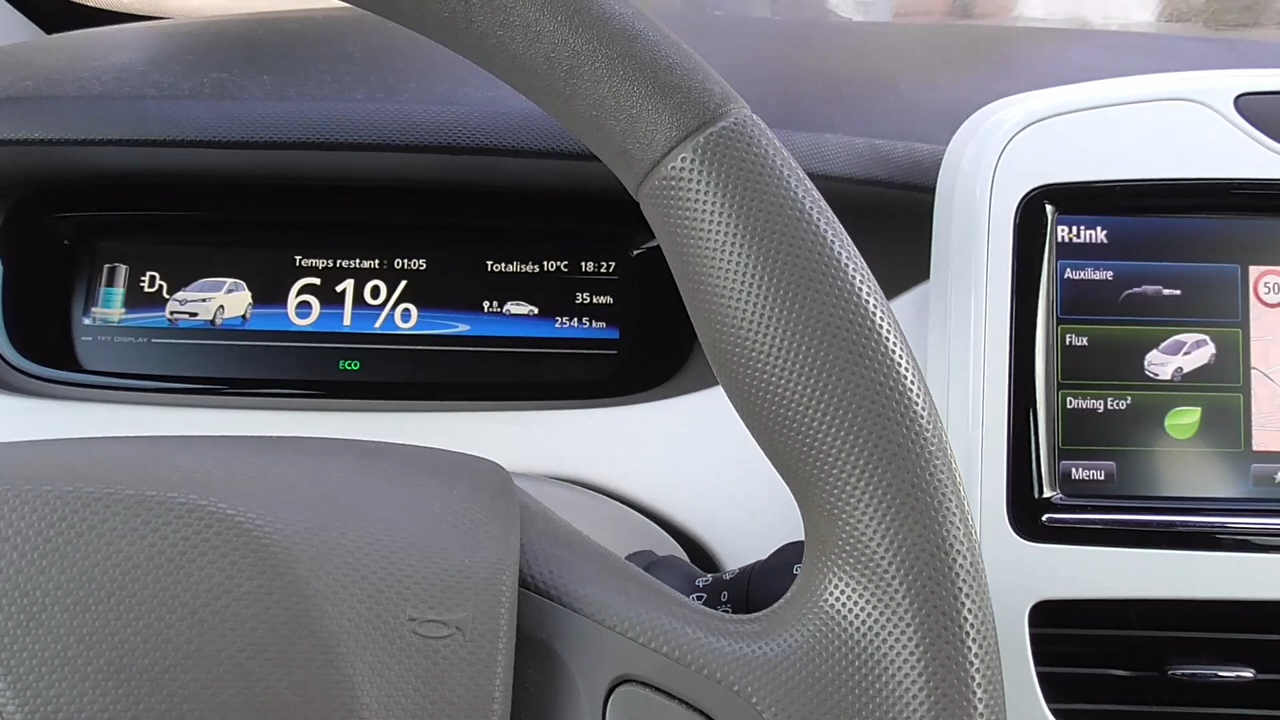 Temps restant : 01:05
61%
Totalisés 10°C 18:27
35 kWh
254.5 km
TFT DISPLAY
ECO
R-Link
Auxiliaire
50
Flux
Driving Eco²
Menu
0